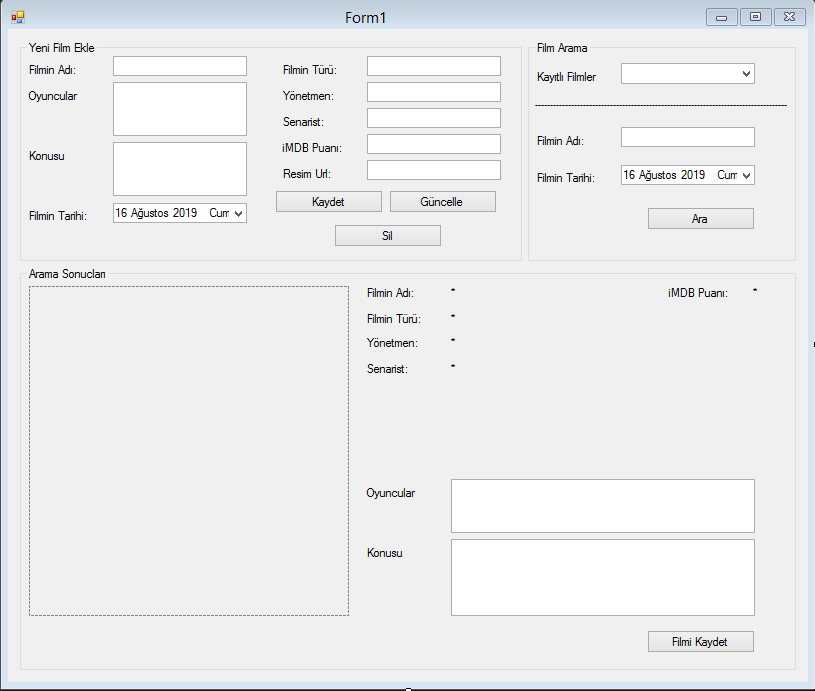 Form1
Yeni Film Ekle
Filmin Adı:
Oyuncular
Konusu
Filmin Tarihi:
16 Ağustos 2019 Cum
Filmin Türü:
Yönetmen:
Senarist:
iMDB Puanı:
Resim Url:
Kaydet
Güncelle
Sil
Film Arama
Kayıtlı Filmler
--------------------------------------------------------------------------------
Filmin Adı:
Filmin Tarihi:
16 Ağustos 2019 Cum
Ara
Arama Sonucları
Filmin Adı: *
iMDB Puanı: *
Filmin Türü: *
Yönetmen: *
Senarist: *
Oyuncular
Konusu
Filmi Kaydet